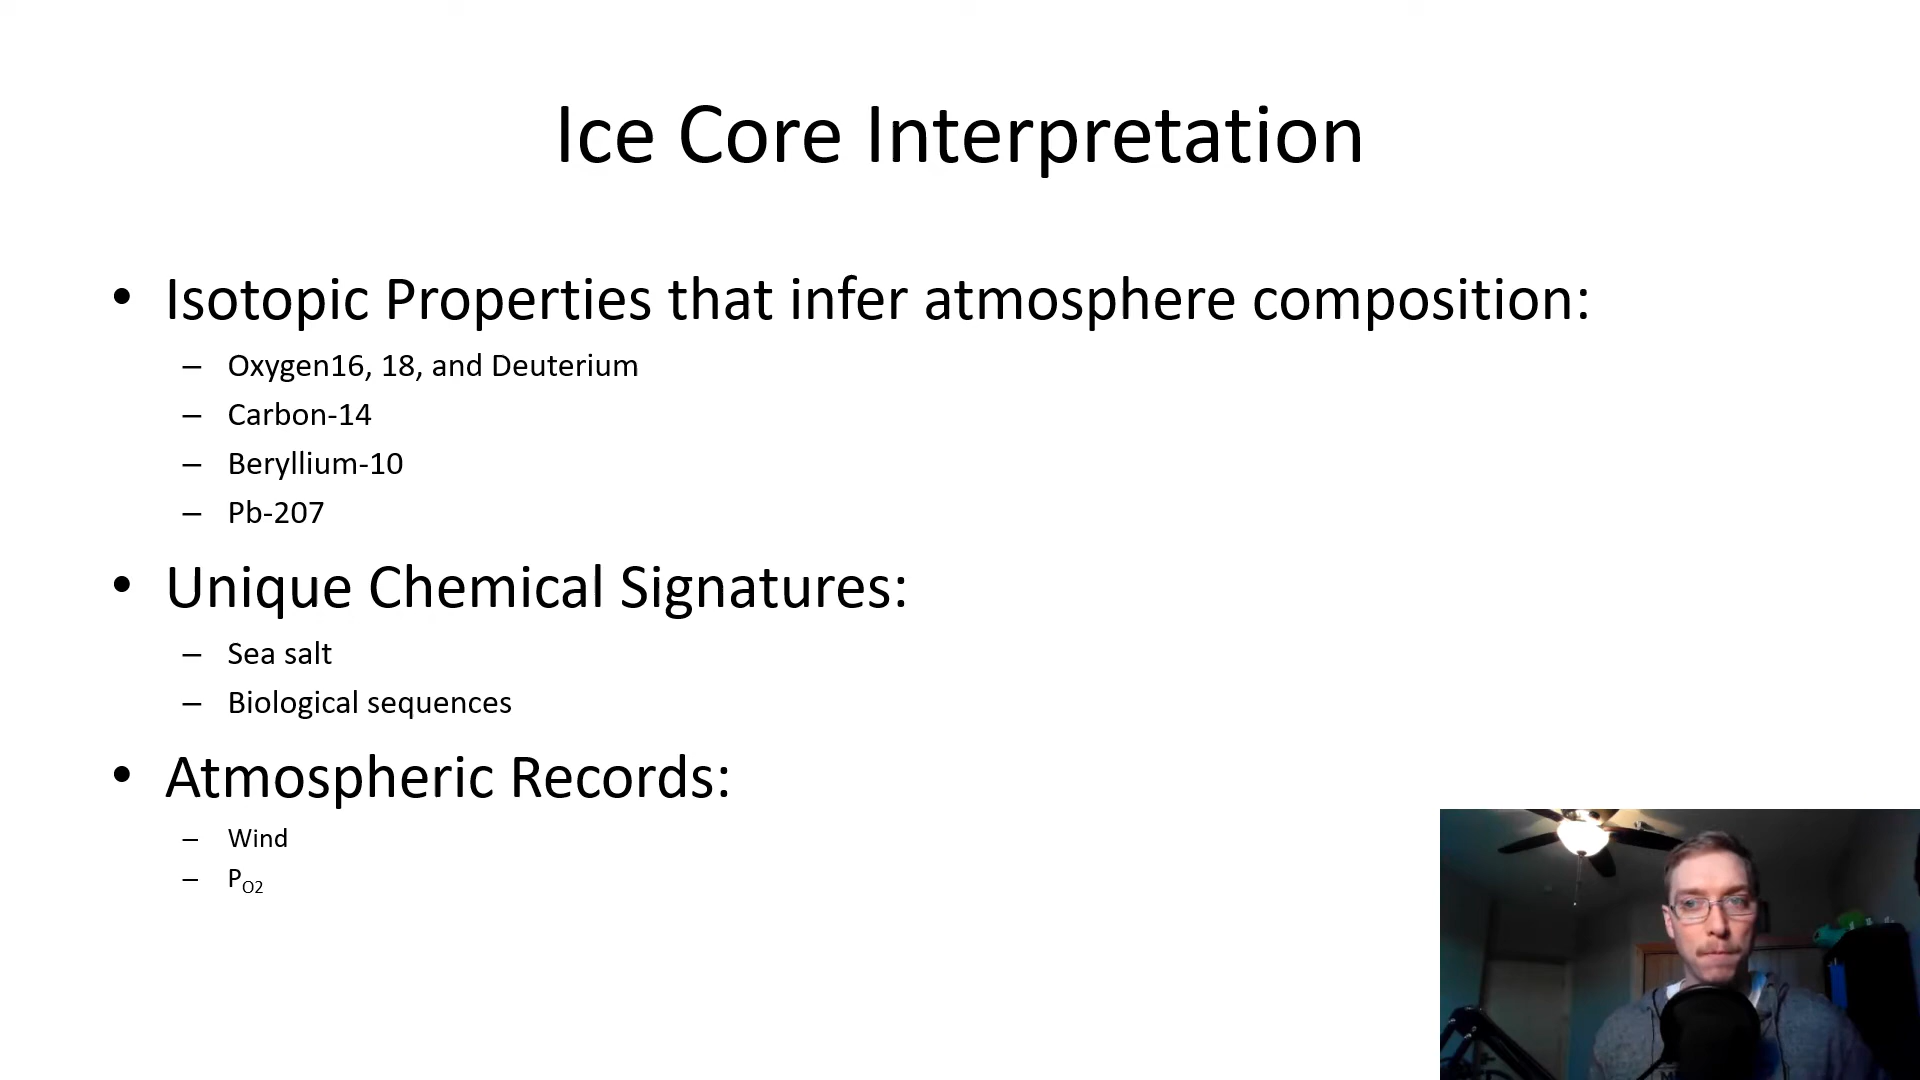 Ice Core Interpretation
• Isotopic Properties that infer atmosphere composition:
– Oxygen16, 18, and Deuterium
– Carbon-14
– Beryllium-10
– Pb-207
• Unique Chemical Signatures:
– Sea salt
– Biological sequences
• Atmospheric Records:
– Wind
– PO2